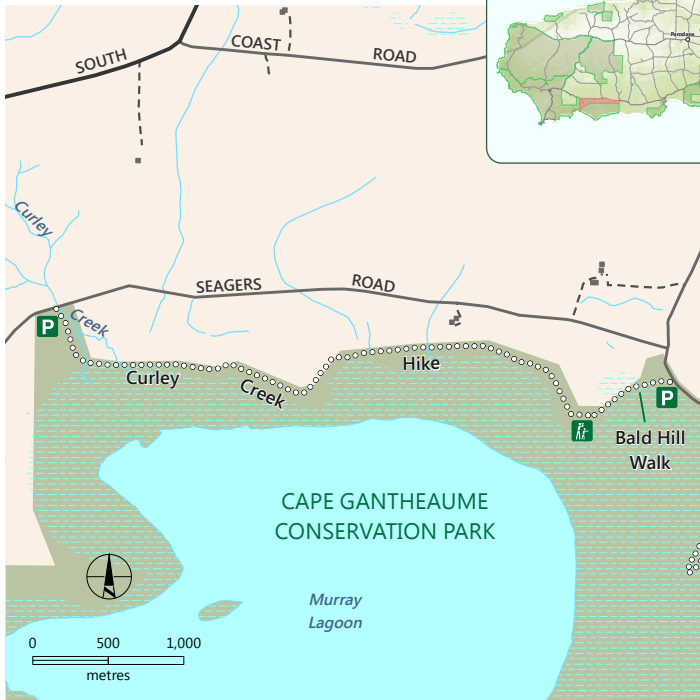 SOUTH
COAST
ROAD
Parndana
Curley
Creek
SEAGERS
ROAD
P
Curley
Creek
Hike
P
Bald Hill
Walk
CAPE GANTHEAUME
CONSERVATION PARK
Murray
Lagoon
0 500 1,000
metres